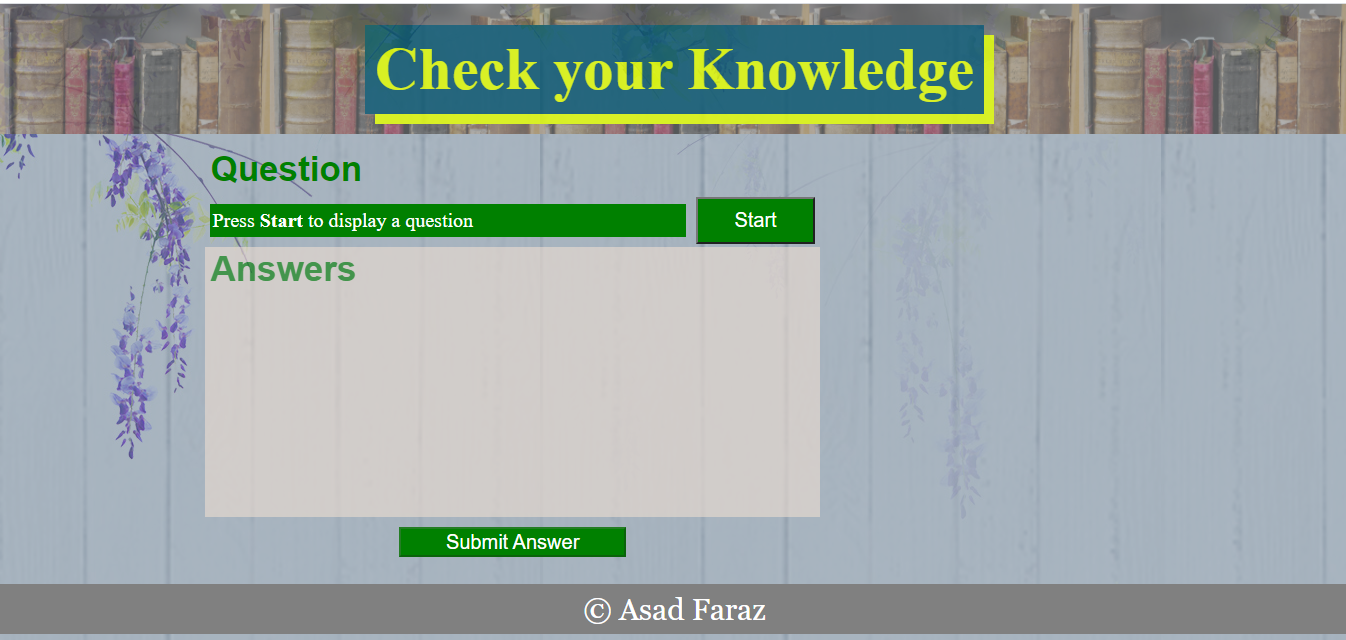 Check your Knowledge
Question
Press Start to display a question
Start
Answers
Submit Answer
© Asad Faraz